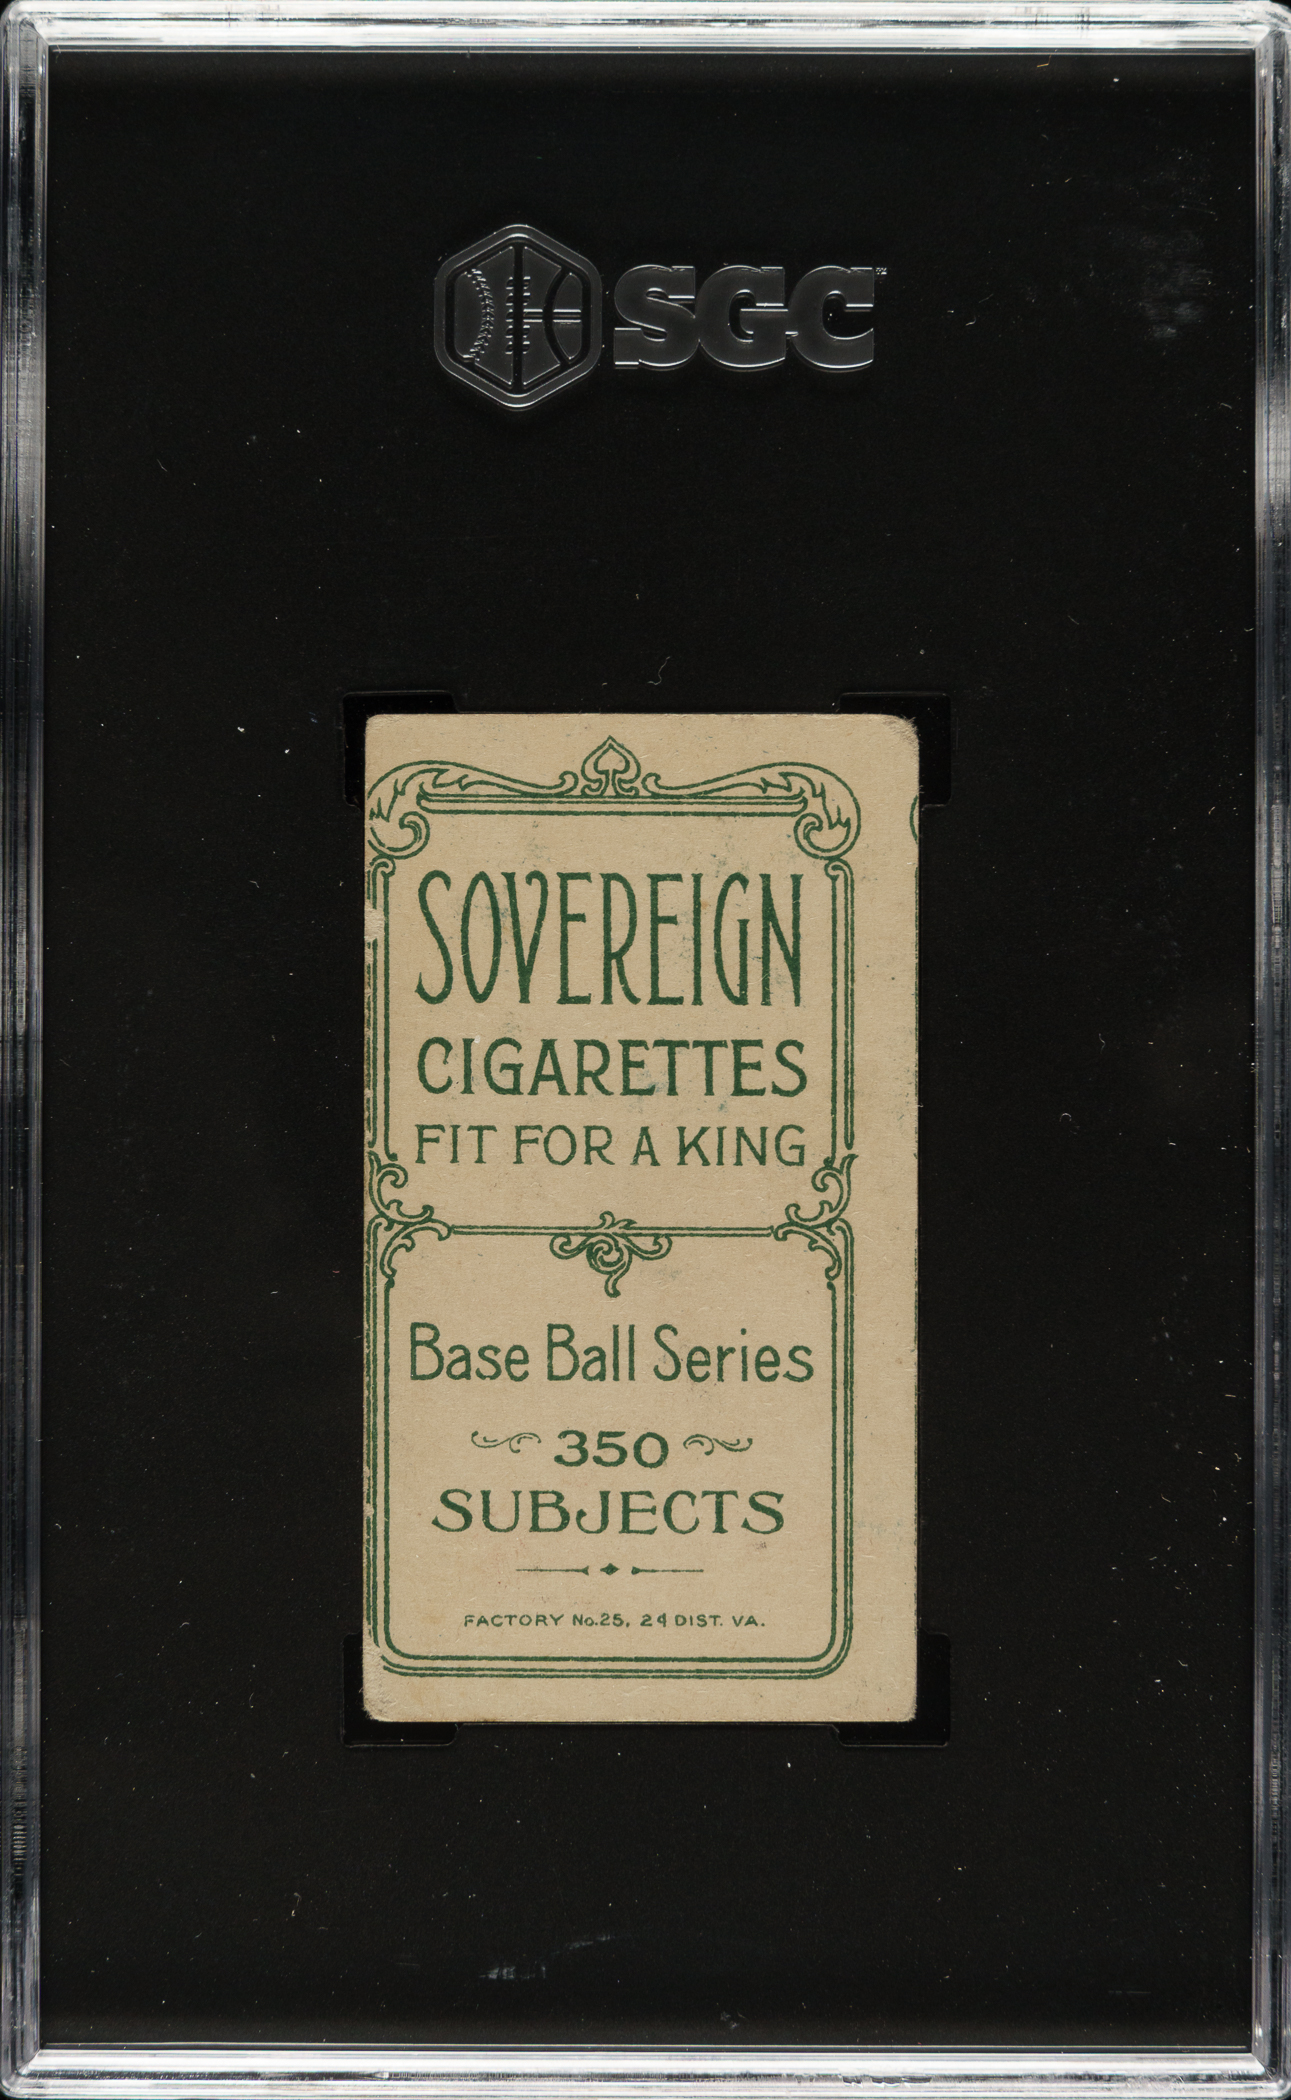 SGC
SOVEREIGN
CIGARETTES
FIT FOR A KING
Base Ball Series
350
SUBJECTS
FACTORY No.25, 2d DIST. VA.